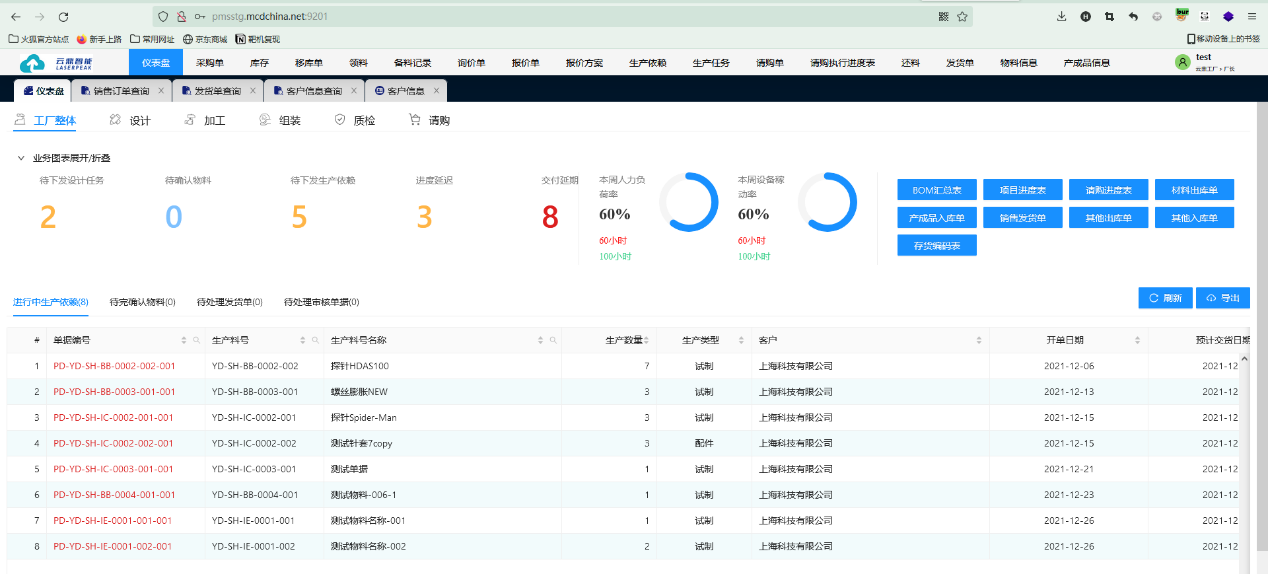 pmsstg.mcdchina.net:9201
火狐官方站点 新手上路 常用网址 京东商城 靶机复现 移动设备上的书签
云鼎智能 LASERPEAK 仪表盘 采购单 库存 移库单 领料 备料记录 询价单 报价单 报价方案 生产依赖 生产任务 请购单 请购执行进度表 还料 发货单 物料信息 产成品信息 test
仪表盘 销售订单查询 × 发货单查询 × 客户信息查询 × 客户信息 ×
工厂整体 设计 加工 组装 质检 请购
业务图表展开/折叠
待下发设计任务 待确认物料 待下发生产依赖 进度延迟 交付延期
2 0 5 3 8
本周人力负荷率
60%
60小时
100小时
本周设备稼动率
60%
60小时
100小时
BOM汇总表 项目进度表 请购进度表 材料出库单
产成品入库单 销售发货单 其他出库单 其他入库单
存货编码表
进行中生产依赖(8) 待完确认物料(0) 待处理发货单(0) 待处理审核单据(0) 刷新 导出
# 单据编号 生产料号 生产料号名称 生产数量 生产类型 客户 开单日期 预计交货日期
1 PD-YD-SH-BB-0002-002-001 YD-SH-BB-0002-002 探针HDAS100 7 试制 上海科技有限公司 2021-12-06 2021-12
2 PD-YD-SH-BB-0003-001-001 YD-SH-BB-0003-001 螺丝膨胀NEW 3 试制 上海科技有限公司 2021-12-13 2021-12
3 PD-YD-SH-IC-0002-001-001 YD-SH-IC-0002-001 探针Spider-Man 3 试制 上海科技有限公司 2021-12-15 2021-12
4 PD-YD-SH-IC-0002-002-001 YD-SH-IC-0002-002 测试针套7copy 3 配件 上海科技有限公司 2021-12-15 2021-12
5 PD-YD-SH-IC-0003-001-001 YD-SH-IC-0003-001 测试单据 1 试制 上海科技有限公司 2021-12-21 2021-12
6 PD-YD-SH-BB-0004-001-001 YD-SH-BB-0004-001 测试物料-006-1 1 试制 上海科技有限公司 2021-12-23 2021-12
7 PD-YD-SH-IE-0001-001-001 YD-SH-IE-0001-001 测试物料名称-001 1 试制 上海科技有限公司 2021-12-26 2021-12
8 PD-YD-SH-IE-0001-002-001 YD-SH-IE-0001-002 测试物料名称-002 2 试制 上海科技有限公司 2021-12-26 2021-12